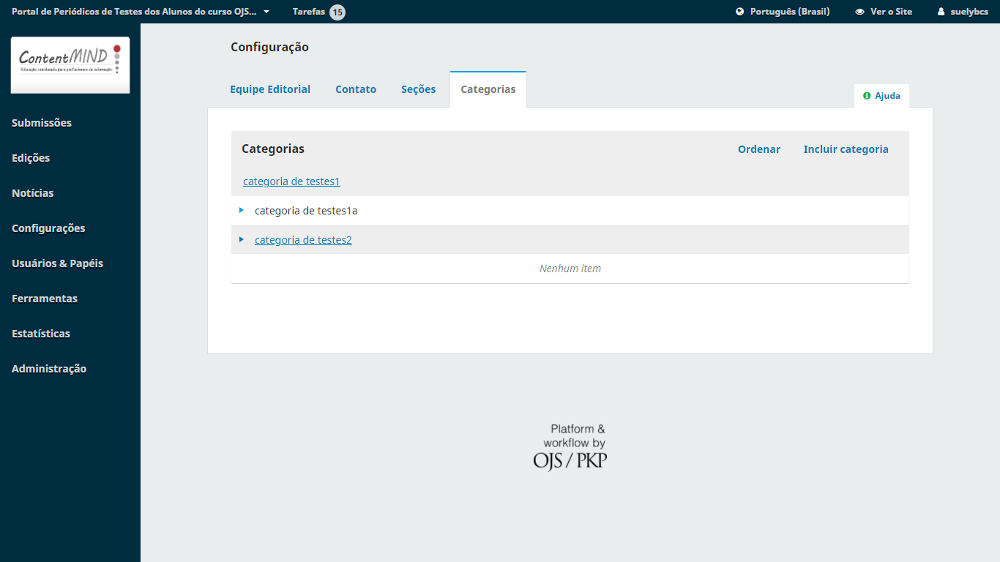 Portal de Periódicos de Testes dos Alunos do curso OJS...
Tarefas 15
Português (Brasil)
Ver o Site
suelybcs
ContentMIND
Educação continuada para profissionais da informação
Submissões
Edições
Notícias
Configurações
Usuários & Papéis
Ferramentas
Estatísticas
Administração
Configuração
Equipe Editorial
Contato
Seções
Categorias
Ajuda
Categorias
Ordenar
Incluir categoria
categoria de testes1
categoria de testes1a
categoria de testes2
Nenhum item
Platform &
workflow by
OJS / PKP